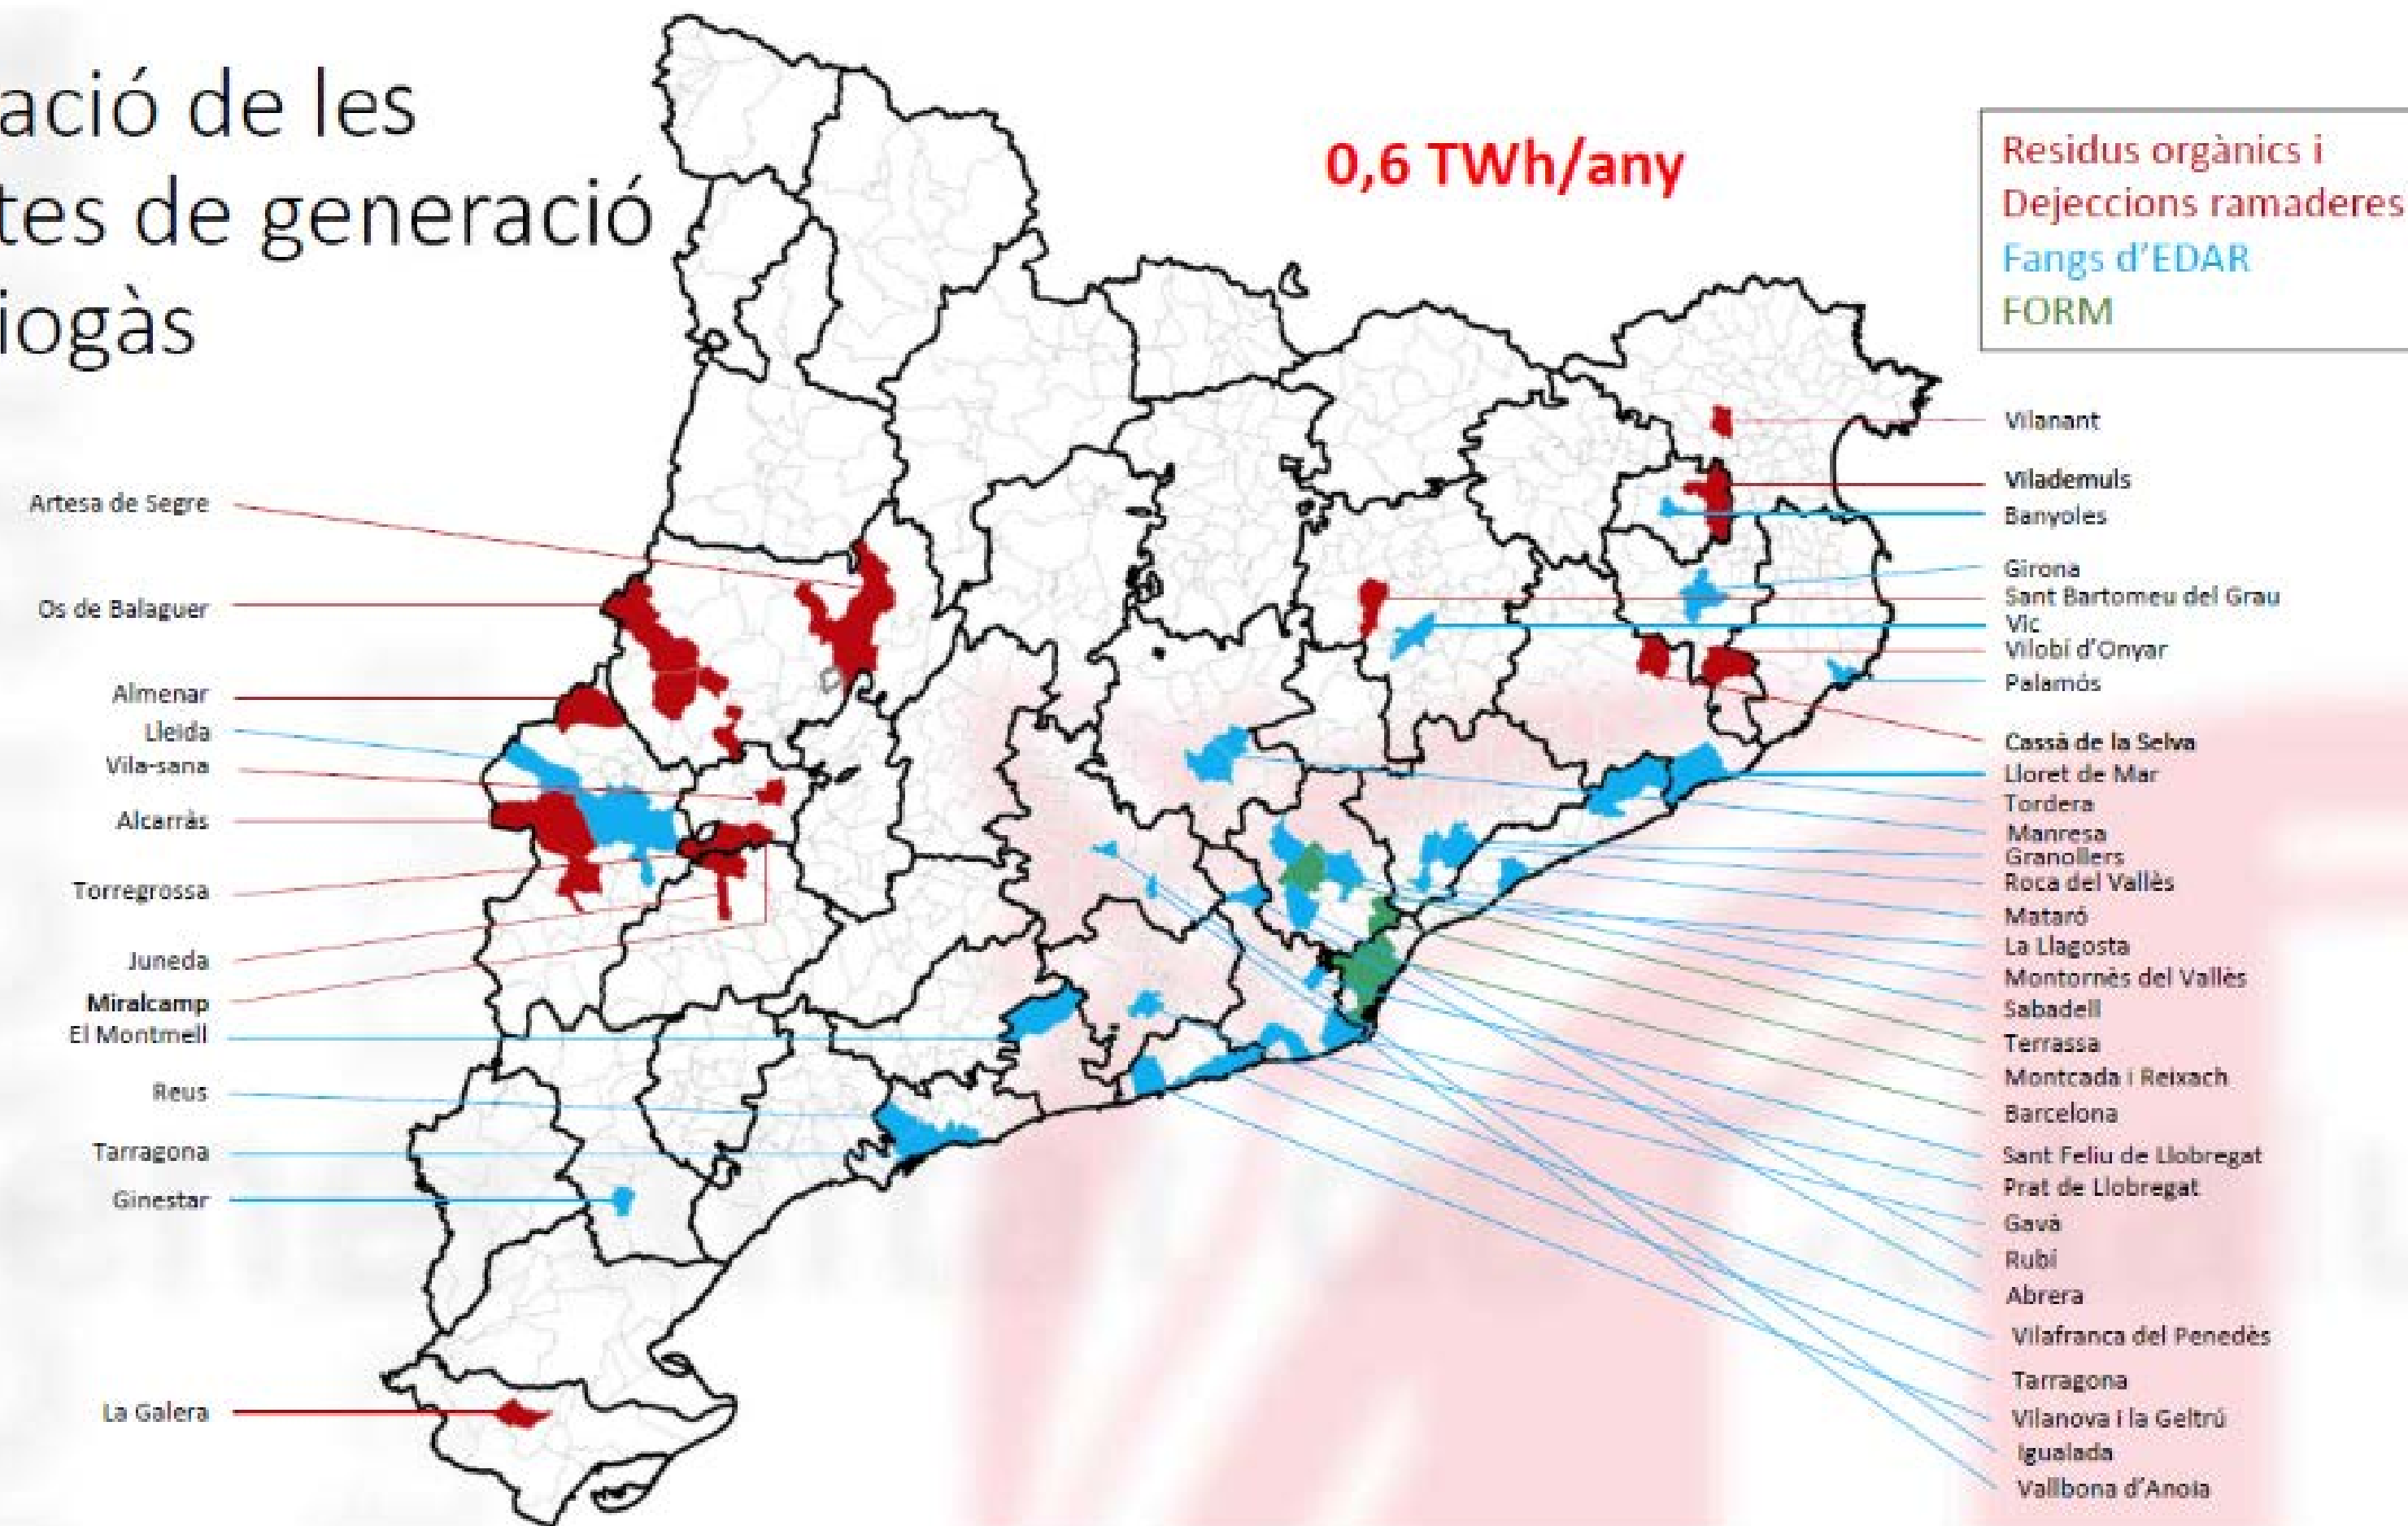 ació de les
tes de generació
iogàs
0,6 TWh/any
Residus orgànics i
Dejeccions ramaderes
Fangs d'EDAR
FORM
Artesa de Segre
Os de Balaguer
Almenar
Lleida
Vila-sana
Alcarràs
Torregrossa
Juneda
Miralcamp
El Montmell
Reus
Tarragona
Ginestar
La Galera
Vilanant
Vilademuls
Banyoles
Girona
Sant Bartomeu del Grau
Vic
Vilobí d'Onyar
Palamós
Cassà de la Selva
Lloret de Mar
Tordera
Manresa
Granollers
Roca del Vallès
Mataró
La Llagosta
Montornès del Vallès
Sabadell
Terrassa
Montcada i Reixach
Barcelona
Sant Feliu de Llobregat
Prat de Llobregat
Gavà
Rubí
Abrera
Vilafranca del Penedès
Tarragona
Vilanova i la Geltrú
Igualada
Vallbona d'Anoia